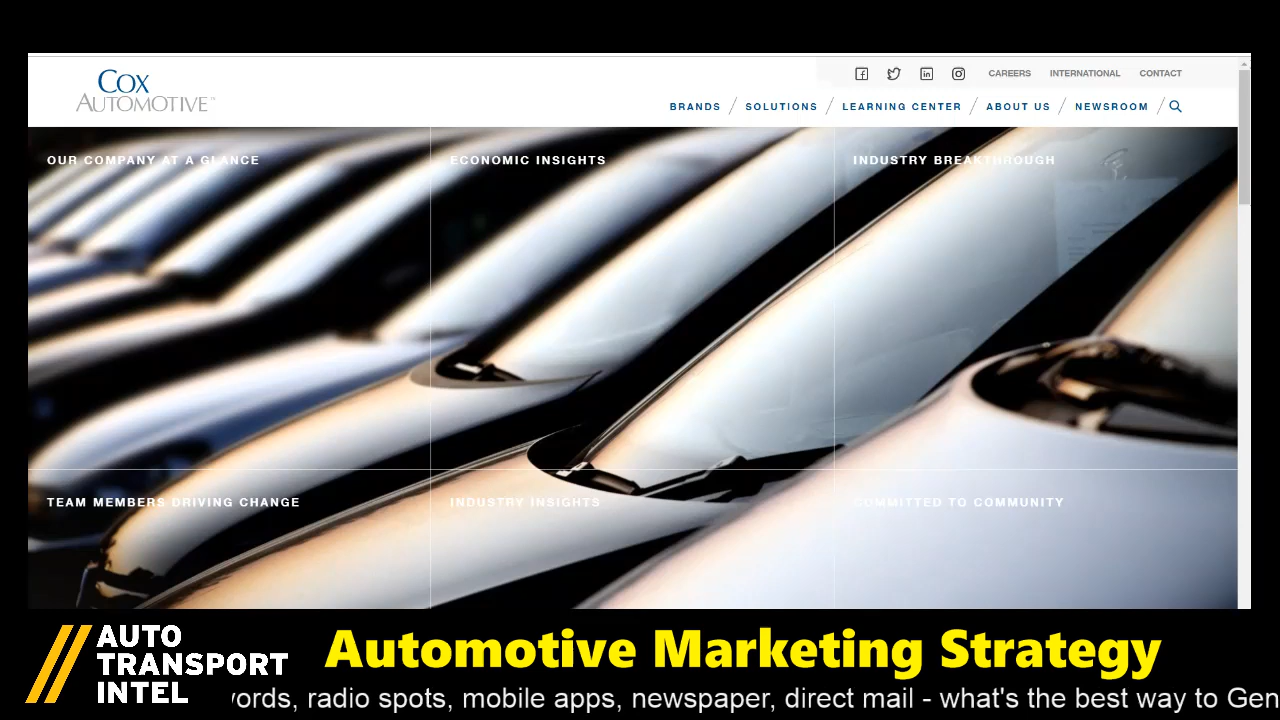 COX
AUTOMOTIVE
CAREERS INTERNATIONAL CONTACT
BRANDS / SOLUTIONS / LEARNING CENTER / ABOUT US / NEWSROOM /
OUR COMPANY AT A GLANCE
ECONOMIC INSIGHTS
INDUSTRY BREAKTHROUGH
TEAM MEMBERS DRIVING CHANGE
INDUSTRY INSIGHTS
COMMITTED TO COMMUNITY
AUTO
TRANSPORT
INTEL
Automotive Marketing Strategy
radio spots, mobile apps, newspaper, direct mail - what's the best way to